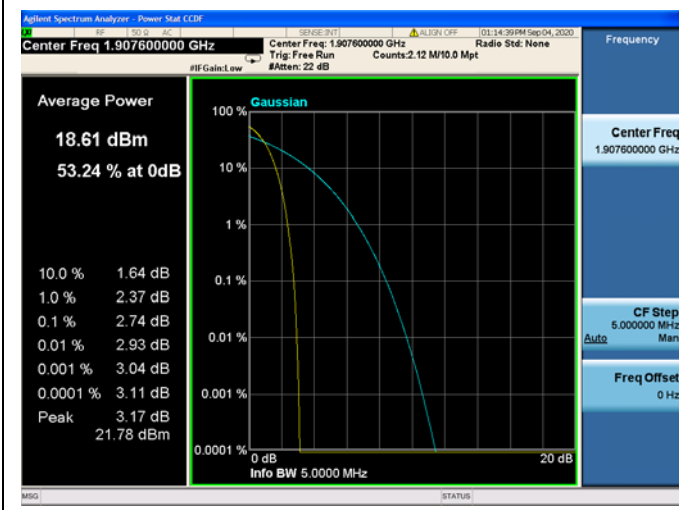 Agilent Spectrum Analyzer - Power Stat CCDF
RF 50 Ω AC SENSE:INT ALIGN OFF 01:14:39 PM Sep 04, 2020
Center Freq 1.907600000 GHz
Center Freq: 1.907600000 GHz Radio Std: None
Trig: Free Run Counts:2.12 M/10.0 Mpt
#IFGain:Low #Atten: 22 dB
Frequency
Average Power
18.61 dBm
53.24 % at 0dB
10.0 % 1.64 dB
1.0 % 2.37 dB
0.1 % 2.74 dB
0.01 % 2.93 dB
0.001 % 3.04 dB
0.0001 % 3.11 dB
Peak 3.17 dB
21.78 dBm
Gaussian
100 %
10 %
1 %
0.1 %
0.01 %
0.001 %
0.0001 %
0 dB 20 dB
Info BW 5.0000 MHz
Center Freq
1.907600000 GHz
CF Step
5.000000 MHz
Auto Man
Freq Offset
0 Hz
MSG STATUS